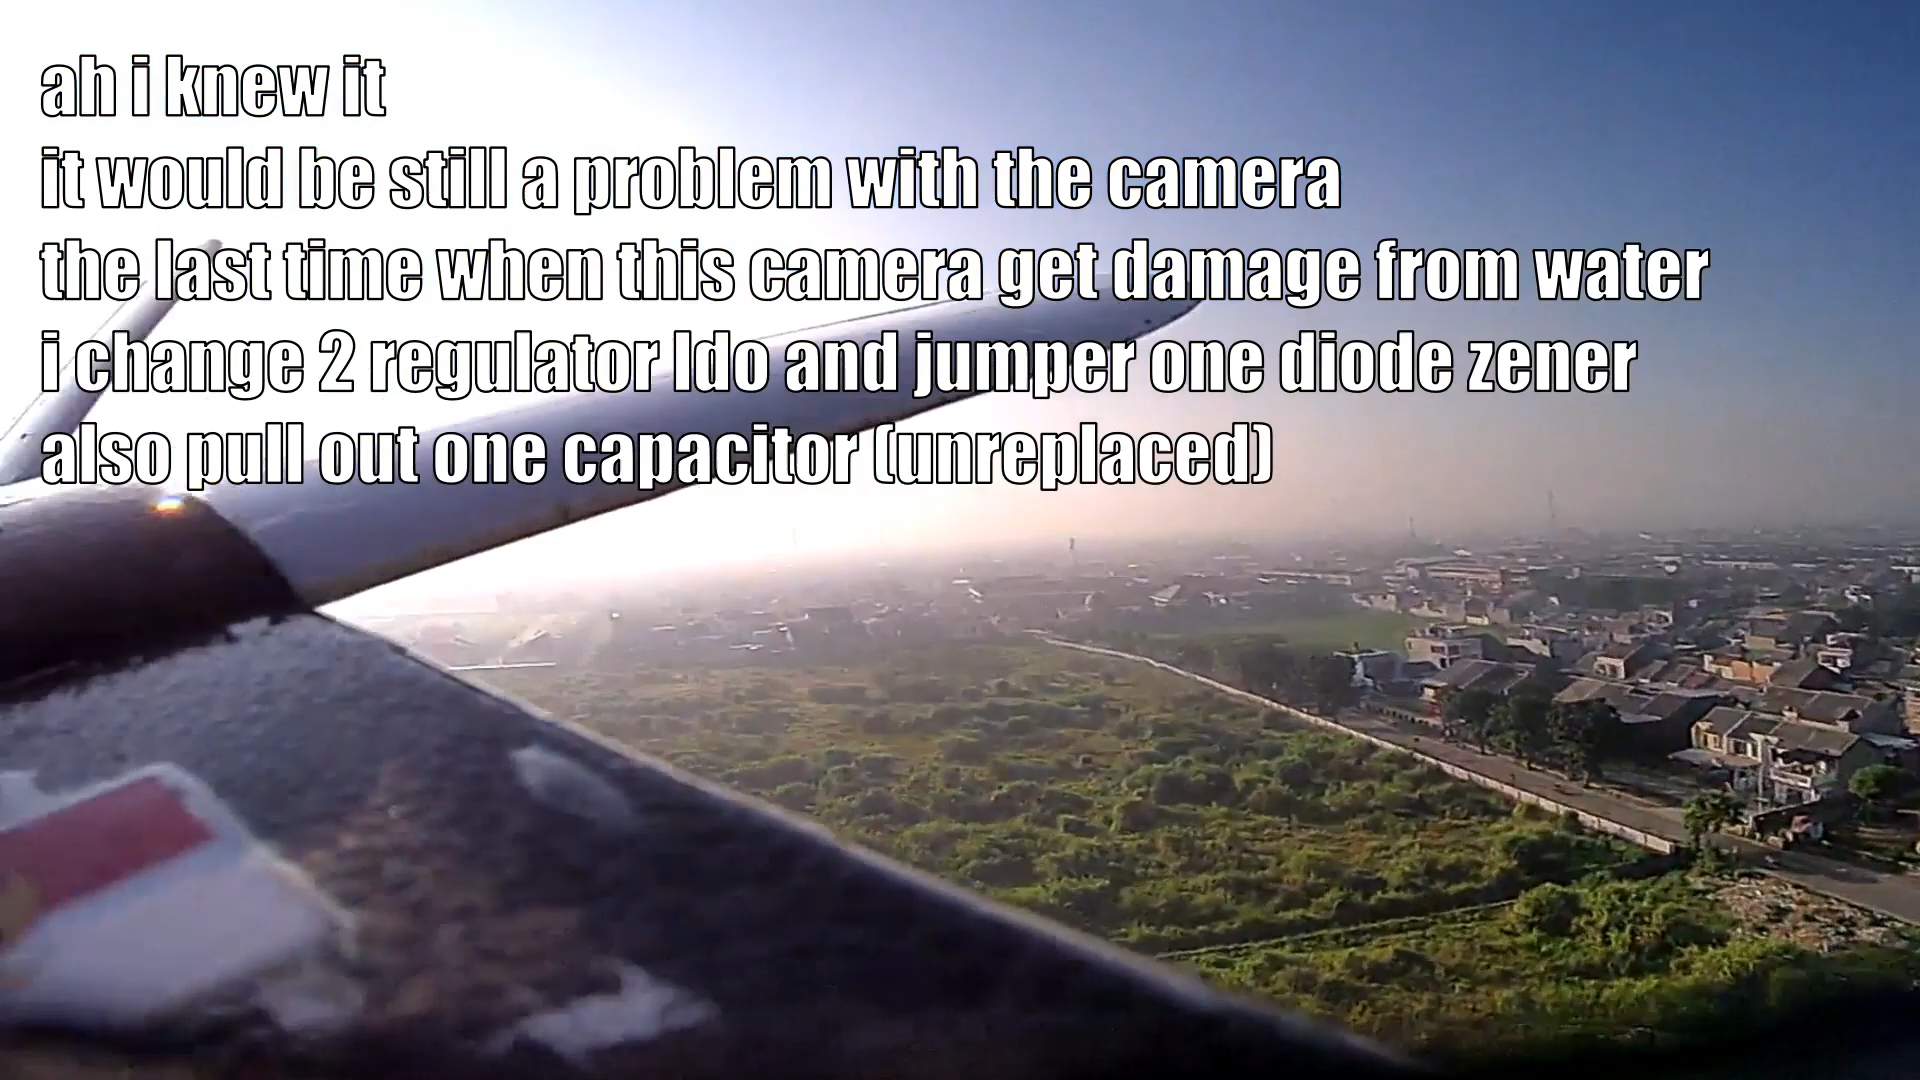 ah i knew it
it would be still a problem with the camera
the last time when this camera get damage from water
i change 2 regulator ldo and jumper one diode zener
also pull out one capacitor (unreplaced)